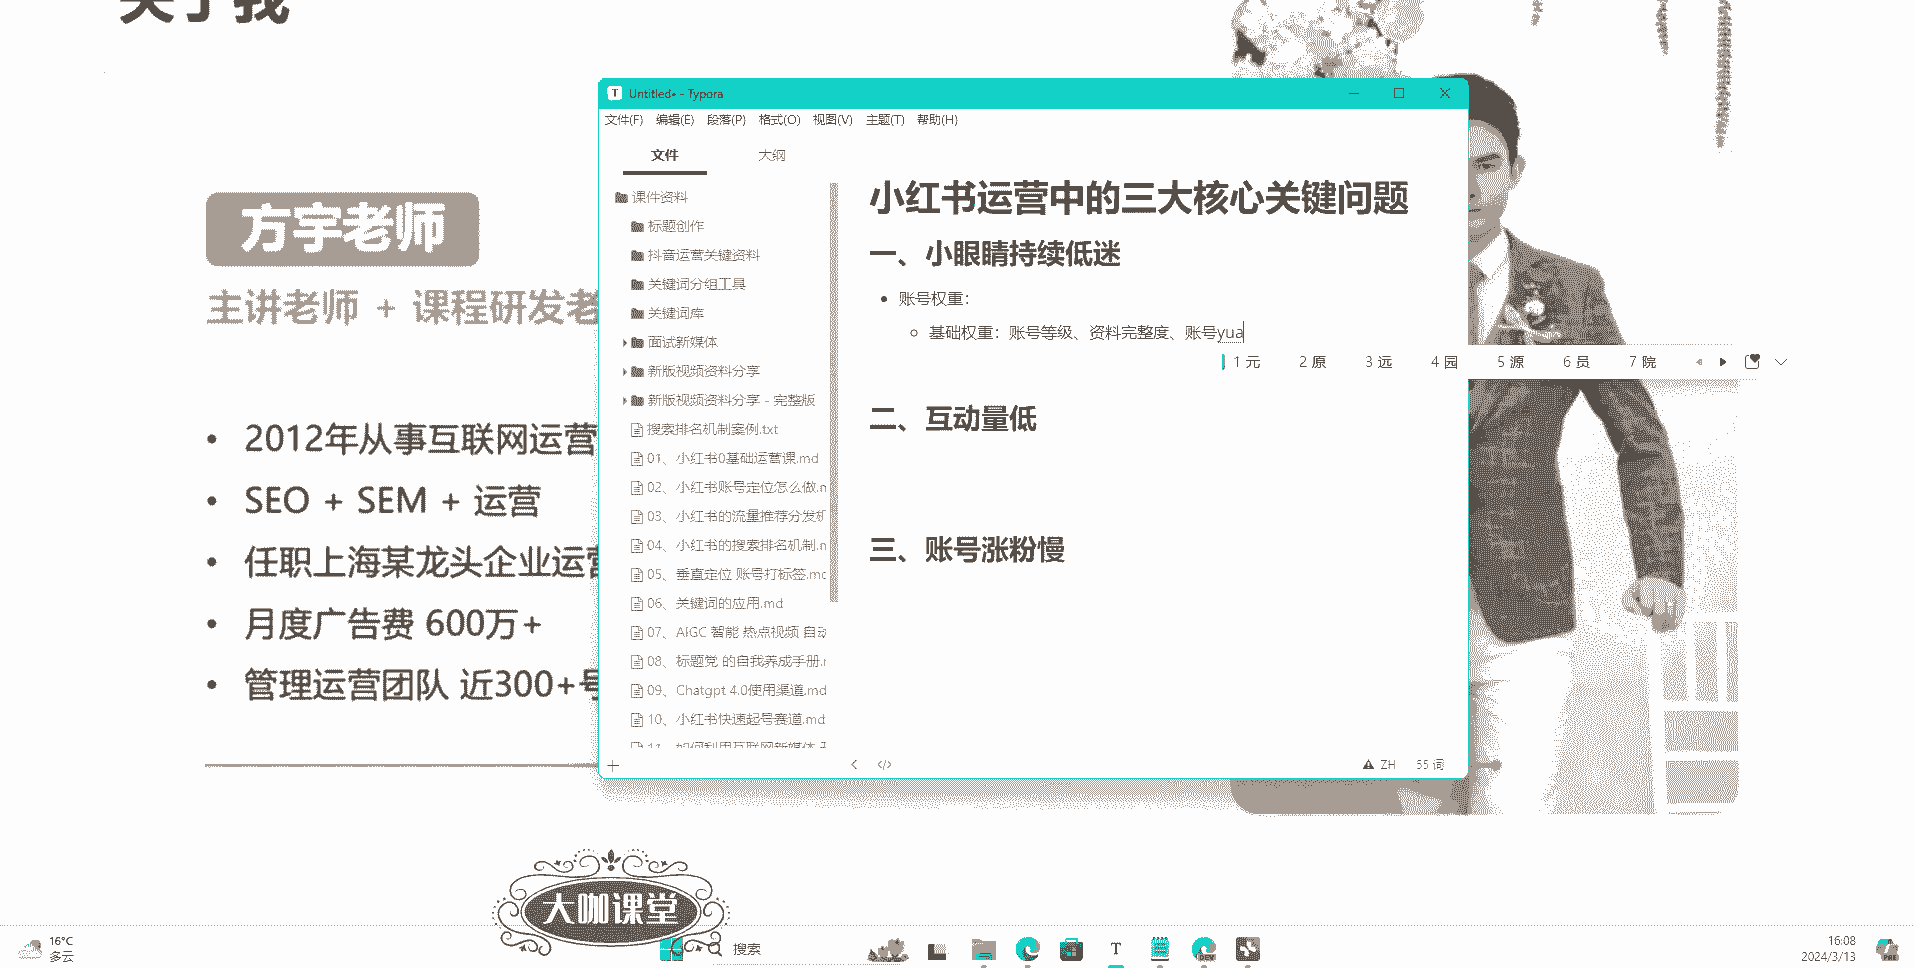 关于我
方宇老师
主讲老师 + 课程研发老
2012年从事互联网运营
SEO + SEM + 运营
任职上海某龙头企业运营
月度广告费 600万+
管理运营团队 近300+号
Untitled• - Typora
文件(F) 编辑(E) 段落(P) 格式(O) 视图(V) 主题(T) 帮助(H)
文件 大纲
课件资料
标题创作
抖音运营关键资料
关键词分组工具
关键词库
面试新媒体
新版视频资料分享
新版视频资料分享 - 完整版
搜索排名机制案例.txt
01、小红书0基础运营课.md
02、小红书账号定位怎么做.m
03、小红书的流量推荐分发机
04、小红书的搜索排名机制.m
05、垂直定位 账号打标签.md
06、关键词的应用.md
07、AIGC 智能 热点视频 自动
08、标题党 的自我养成手册.m
09、Chatgpt 4.0使用渠道.md
10、小红书快速起号赛道.md
11、如何利用互联网新媒体
小红书运营中的三大核心关键问题
一、小眼睛持续低迷
账号权重：
基础权重：账号等级、资料完整度、账号yua
1 元 2 原 3 远 4 园 5 源 6 员 7 院
二、互动量低
三、账号涨粉慢
</> ZH 55 词
大咖课堂
16°C
多云
搜索
16:08
2024/3/13